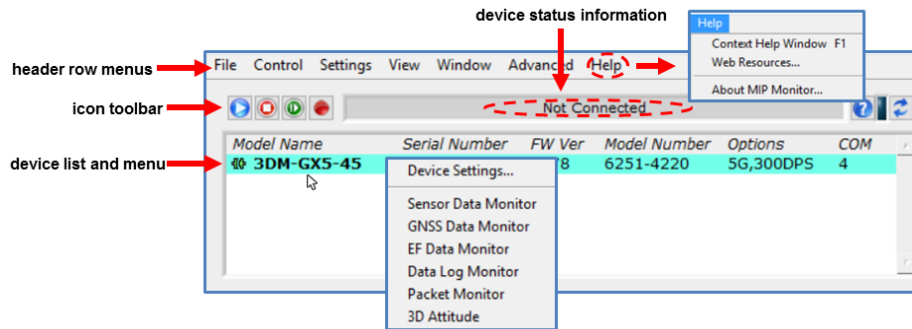 device status information
Help
Context Help Window F1
Web Resources...
About MIP Monitor...
header row menus
File Control Settings View Window Advanced Help
icon toolbar
Not Connected
Model Name Serial Number FW Ver Model Number Options COM
device list and menu
3DM-GX5-45 8 6251-4220 5G,300DPS 4
Device Settings...
Sensor Data Monitor
GNSS Data Monitor
EF Data Monitor
Data Log Monitor
Packet Monitor
3D Attitude